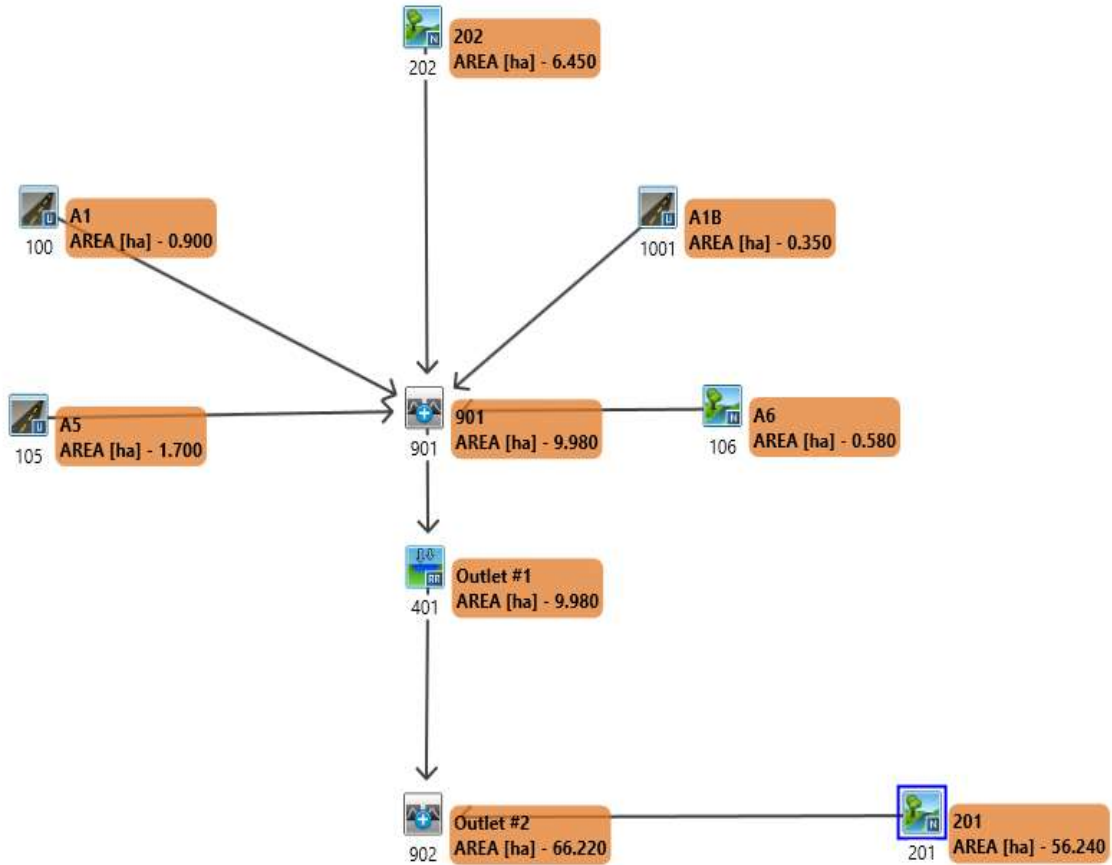 202
AREA [ha] - 6.450
N
202
A1
AREA [ha] - 0.900
U
100
A1B
AREA [ha] - 0.350
U
1001
A5
AREA [ha] - 1.700
U
105
901
AREA [ha] - 9.980
901
A6
AREA [ha] - 0.580
N
106
Outlet #1
AREA [ha] - 9.980
RR
401
Outlet #2
AREA [ha] - 66.220
902
201
AREA [ha] - 56.240
N
201